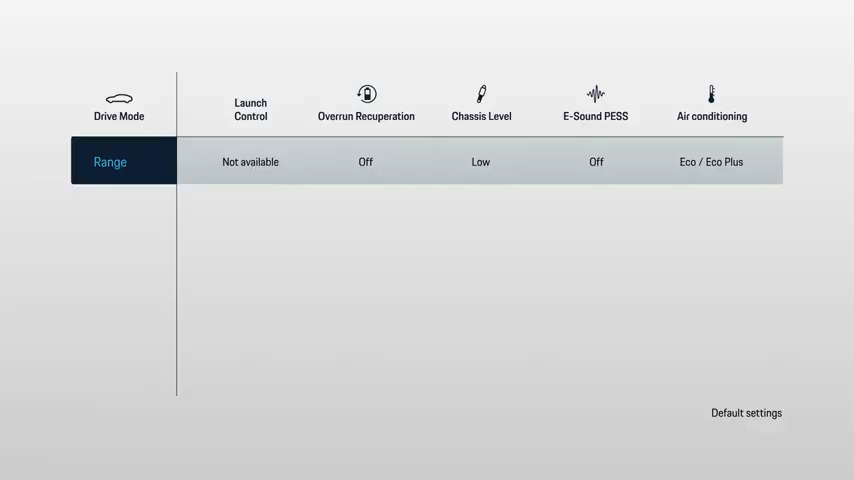 Drive Mode
Launch
Control
Overrun Recuperation
Chassis Level
E-Sound PESS
Air conditioning
Range
Not available
Off
Low
Off
Eco / Eco Plus
Default settings